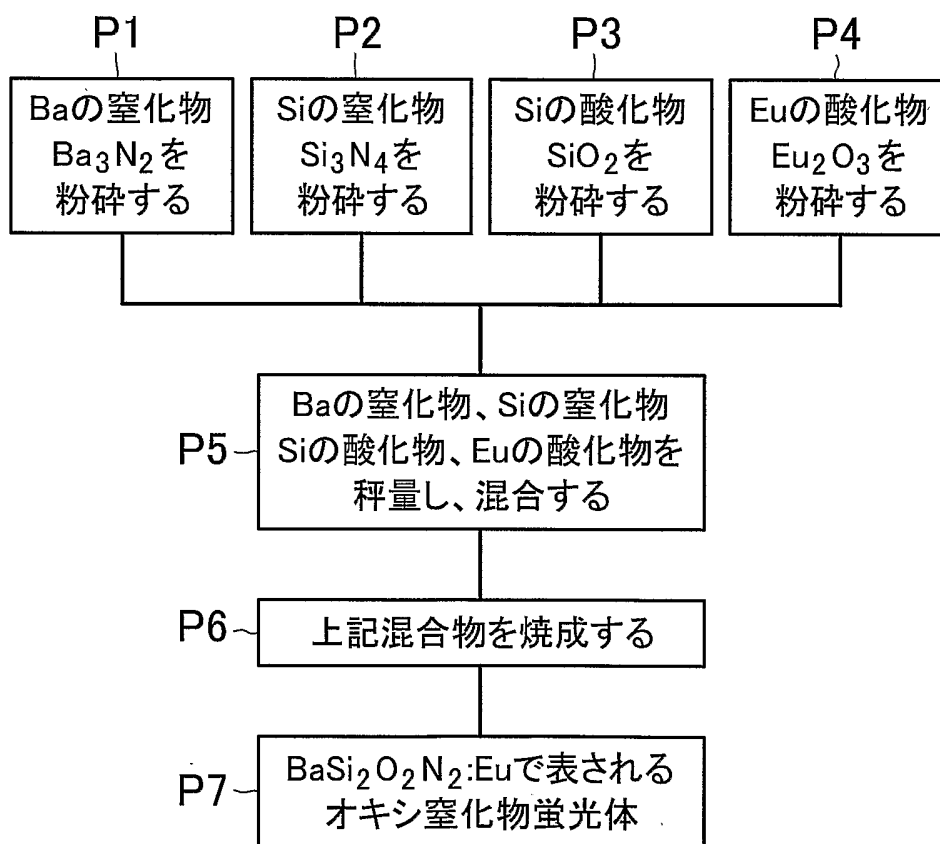 P1
P2
P3
P4
Baの窒化物
Ba₃N₂を
粉砕する
Siの窒化物
Si₃N₄を
粉砕する
Siの酸化物
SiO₂を
粉砕する
Euの酸化物
Eu₂O₃を
粉砕する
P5
Baの窒化物、Siの窒化物
Siの酸化物、Euの酸化物を
秤量し、混合する
P6
上記混合物を焼成する
P7
BaSi₂O₂N₂:Euで表される
オキシ窒化物蛍光体